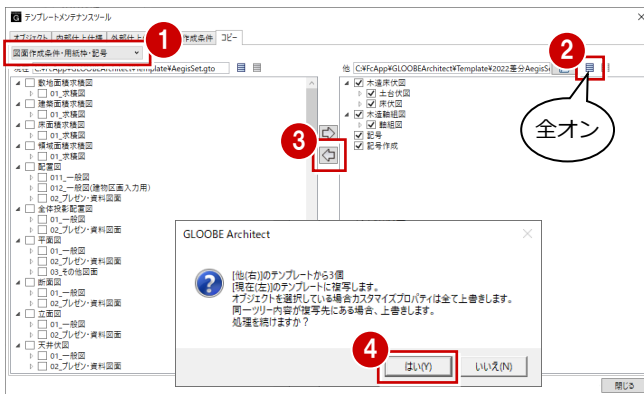 G テンプレートメンテナンスツール
オブジェクト 内部仕上仕様 外部仕上 作成条件 コピー
1
図面作成条件・用紙枠・記号
2
現在 C:¥FcApp¥GLOOBEArchitect¥Template¥AegisSet.gto
他 C:¥FcApp¥GLOOBEArchitect¥Template¥2022差分AegisS
敷地面積求積図
01_求積図
建築面積求積図
01_求積図
床面積求積図
01_求積図
領域面積求積図
01_求積図
配置図
011_一般図
012_一般図(建物区画入力用)
02_プレゼン・資料図面
全体投影配置図
01_一般図
02_プレゼン・資料図面
平面図
01_一般図
02_プレゼン・資料図面
03_その他図面
断面図
01_一般図
02_プレゼン・資料図面
立面図
01_一般図
02_プレゼン・資料図面
天井伏図
01_一般図
02_プレゼン・資料図面
3
木造床伏図
土台伏図
床伏図
木造軸組図
軸組図
記号
記号作成
全オン
GLOOBE Architect
[他(右)]のテンプレートから3個
[現在(左)]のテンプレートに複写します。
オブジェクトを選択している場合カスタマイズプロパティは全て上書きします。
同一ツリー内容が複写先にある場合、上書きします。
処理を続けますか？
4
はい(Y)
いいえ(N)
閉じる